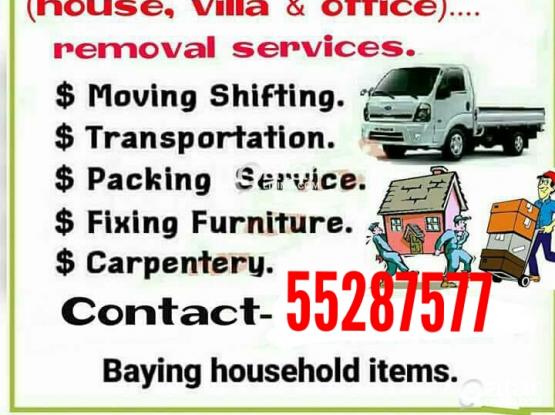 (house, villa & office)....
removal services.
$ Moving Shifting.
$ Transportation.
$ Packing Service.
$ Fixing Furniture.
$ Carpentery.
Contact- 55287577
Baying household items.